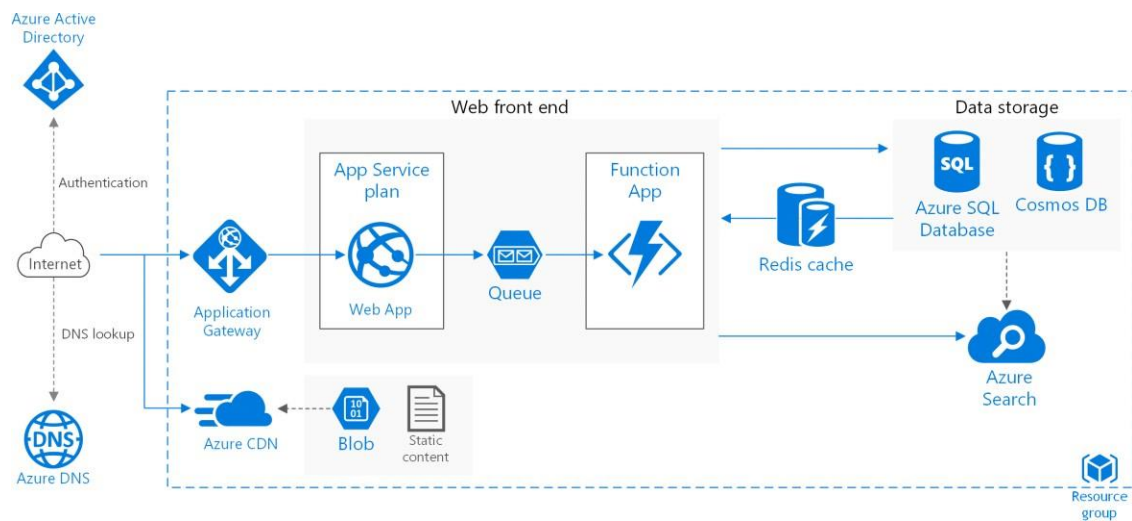 Azure Active
Directory
Authentication
Internet
DNS lookup
DNS
Azure DNS
Application
Gateway
Azure CDN
Web front end
App Service
plan
Web App
Queue
Function
App
10
01
Blob
Static
content
Redis cache
Data storage
SQL
Azure SQL
Database
{ }
Cosmos DB
Azure
Search
Resource
group